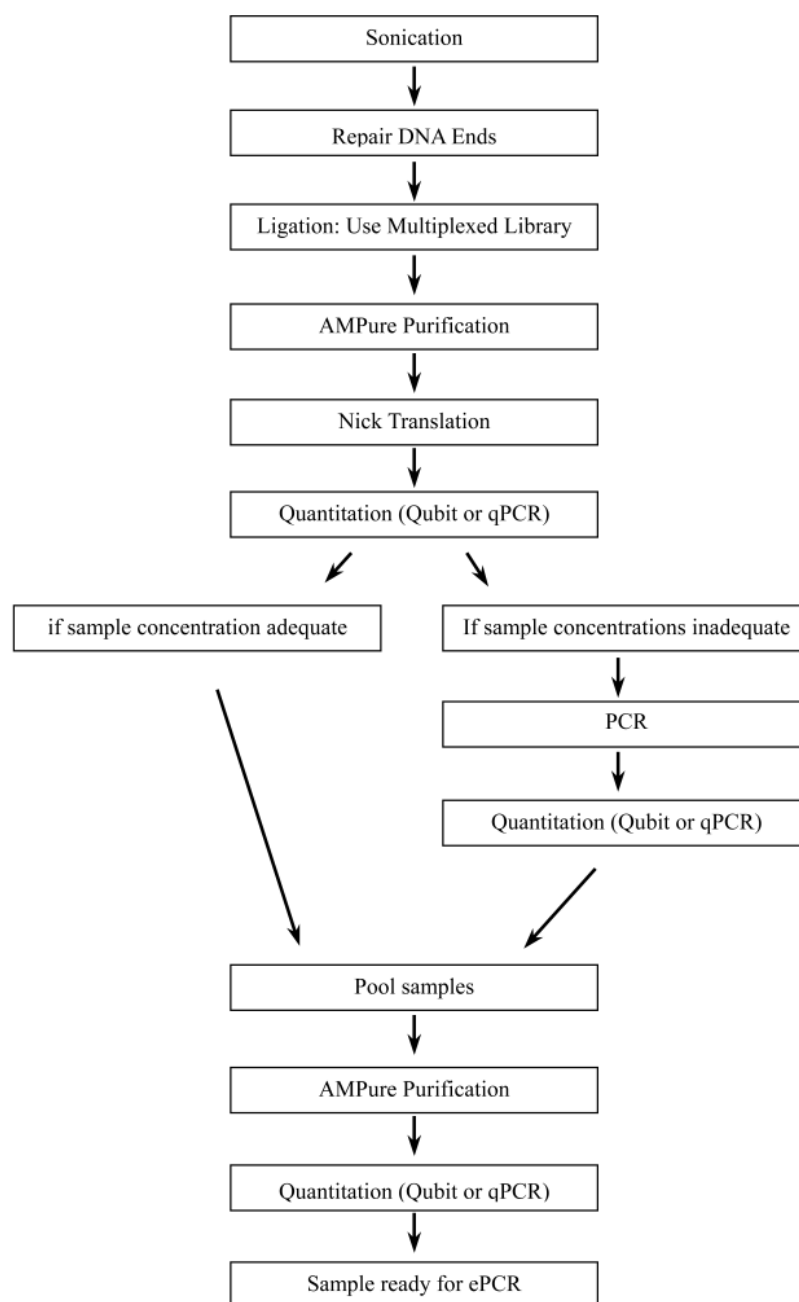 Sonication
Repair DNA Ends
Ligation: Use Multiplexed Library
AMPure Purification
Nick Translation
Quantitation (Qubit or qPCR)
if sample concentration adequate
If sample concentrations inadequate
PCR
Quantitation (Qubit or qPCR)
Pool samples
AMPure Purification
Quantitation (Qubit or qPCR)
Sample ready for ePCR